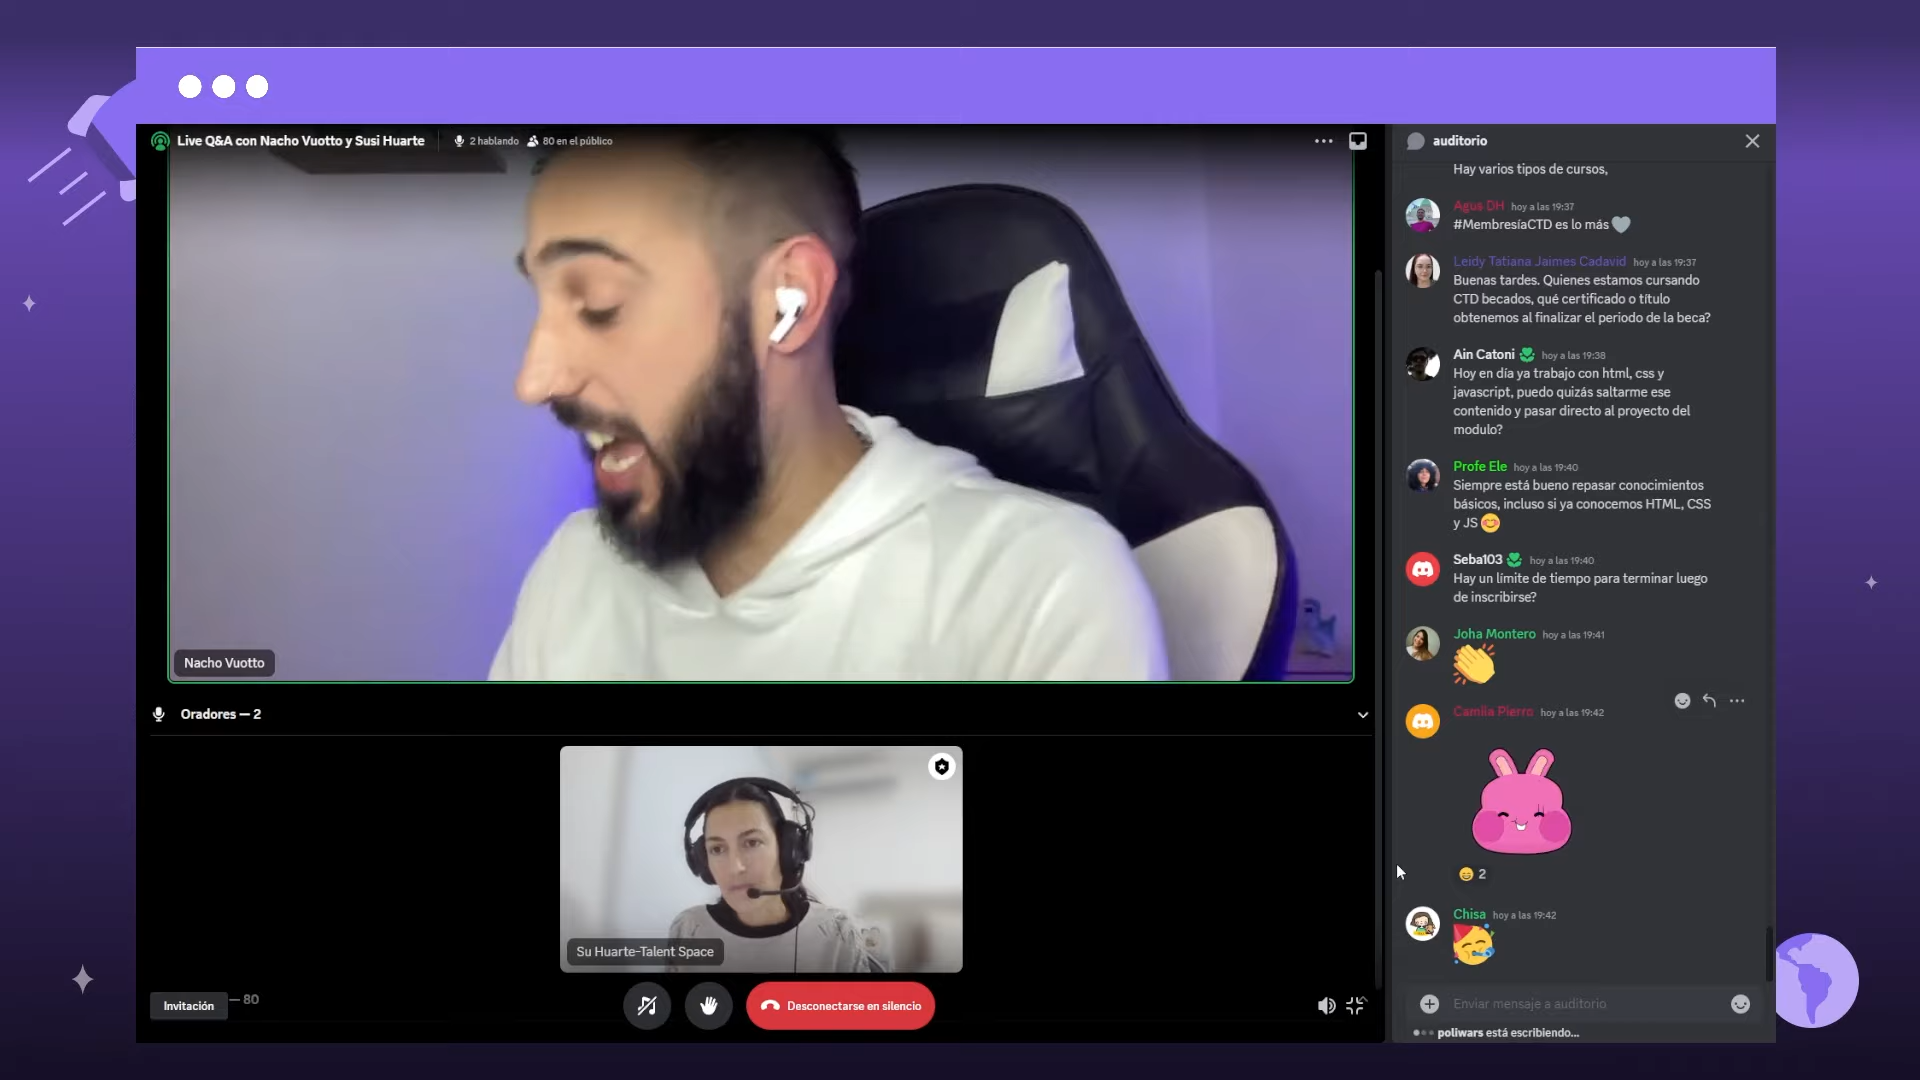 Live Q&A con Nacho Vuotto y Susi Huarte
2 hablando
80 en el público
Nacho Vuotto
Oradores — 2
Su Huarte-Talent Space
Invitación
— 80
Desconectarse en silencio
auditorio
Hay varios tipos de cursos,
Agus DH hoy a las 19:37
#MembresíaCTD es lo más
Leidy Tatiana Jaimes Cadavid hoy a las 19:37
Buenas tardes. Quienes estamos cursando
CTD becados, qué certificado o título
obtenemos al finalizar el periodo de la beca?
Ain Catoni hoy a las 19:38
Hoy en día ya trabajo con html, css y
javascript, puedo quizás saltarme ese
contenido y pasar directo al proyecto del
modulo?
Profe Ele hoy a las 19:40
Siempre está bueno repasar conocimientos
básicos, incluso si ya conocemos HTML, CSS
y JS
Seba103 hoy a las 19:40
Hay un límite de tiempo para terminar luego
de inscribirse?
Joha Montero hoy a las 19:41
Camila Pierro hoy a las 19:42
2
Chisa hoy a las 19:42
Enviar mensaje a auditorio
poliwars está escribiendo...